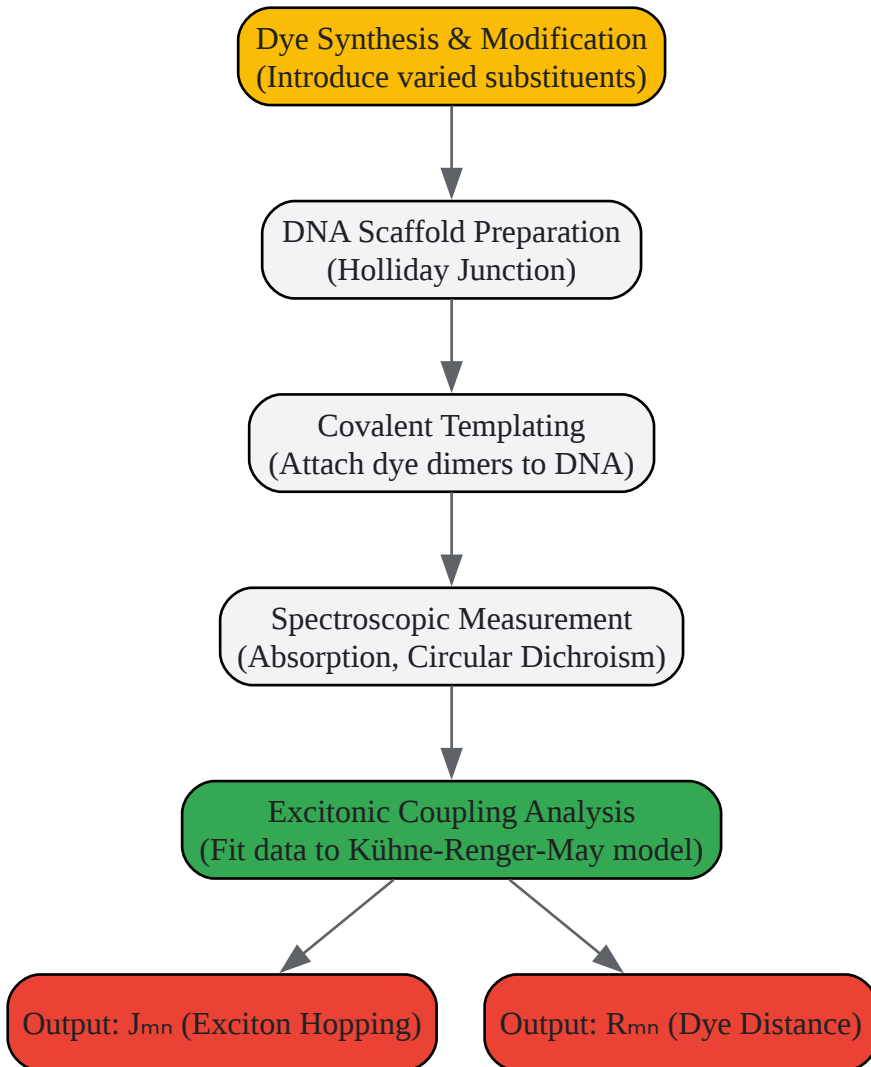 Dye Synthesis & Modification
(Introduce varied substituents)
DNA Scaffold Preparation
(Holliday Junction)
Covalent Templating
(Attach dye dimers to DNA)
Spectroscopic Measurement
(Absorption, Circular Dichroism)
Excitonic Coupling Analysis
(Fit data to Kühne-Renger-May model)
Output: Jₘₙ (Exciton Hopping)
Output: Rₘₙ (Dye Distance)